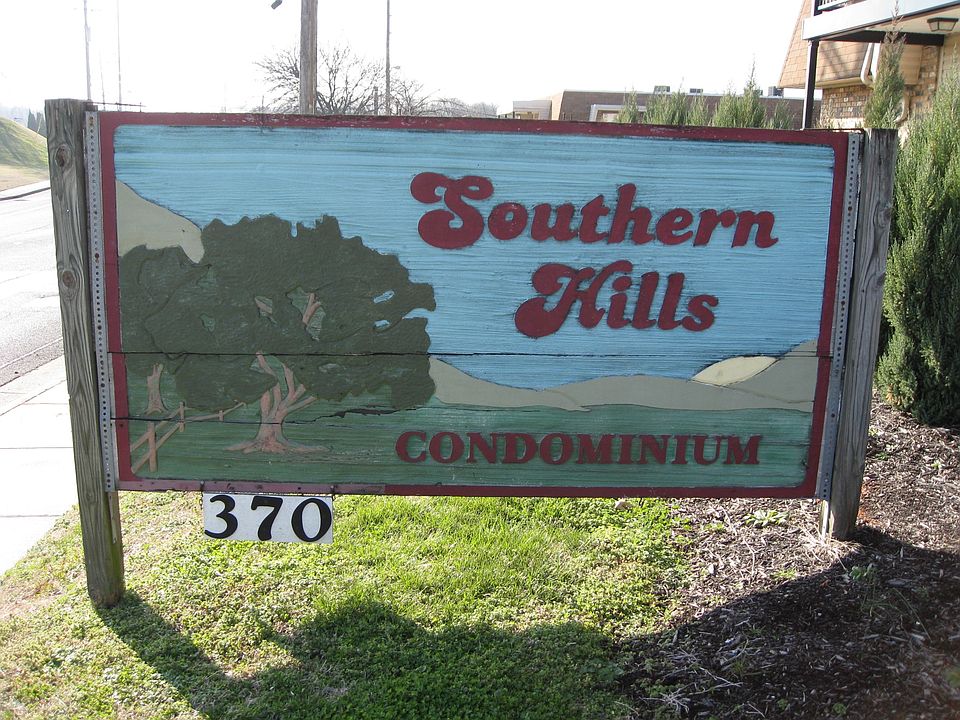 Southern
Hills
CONDOMINIUM
370